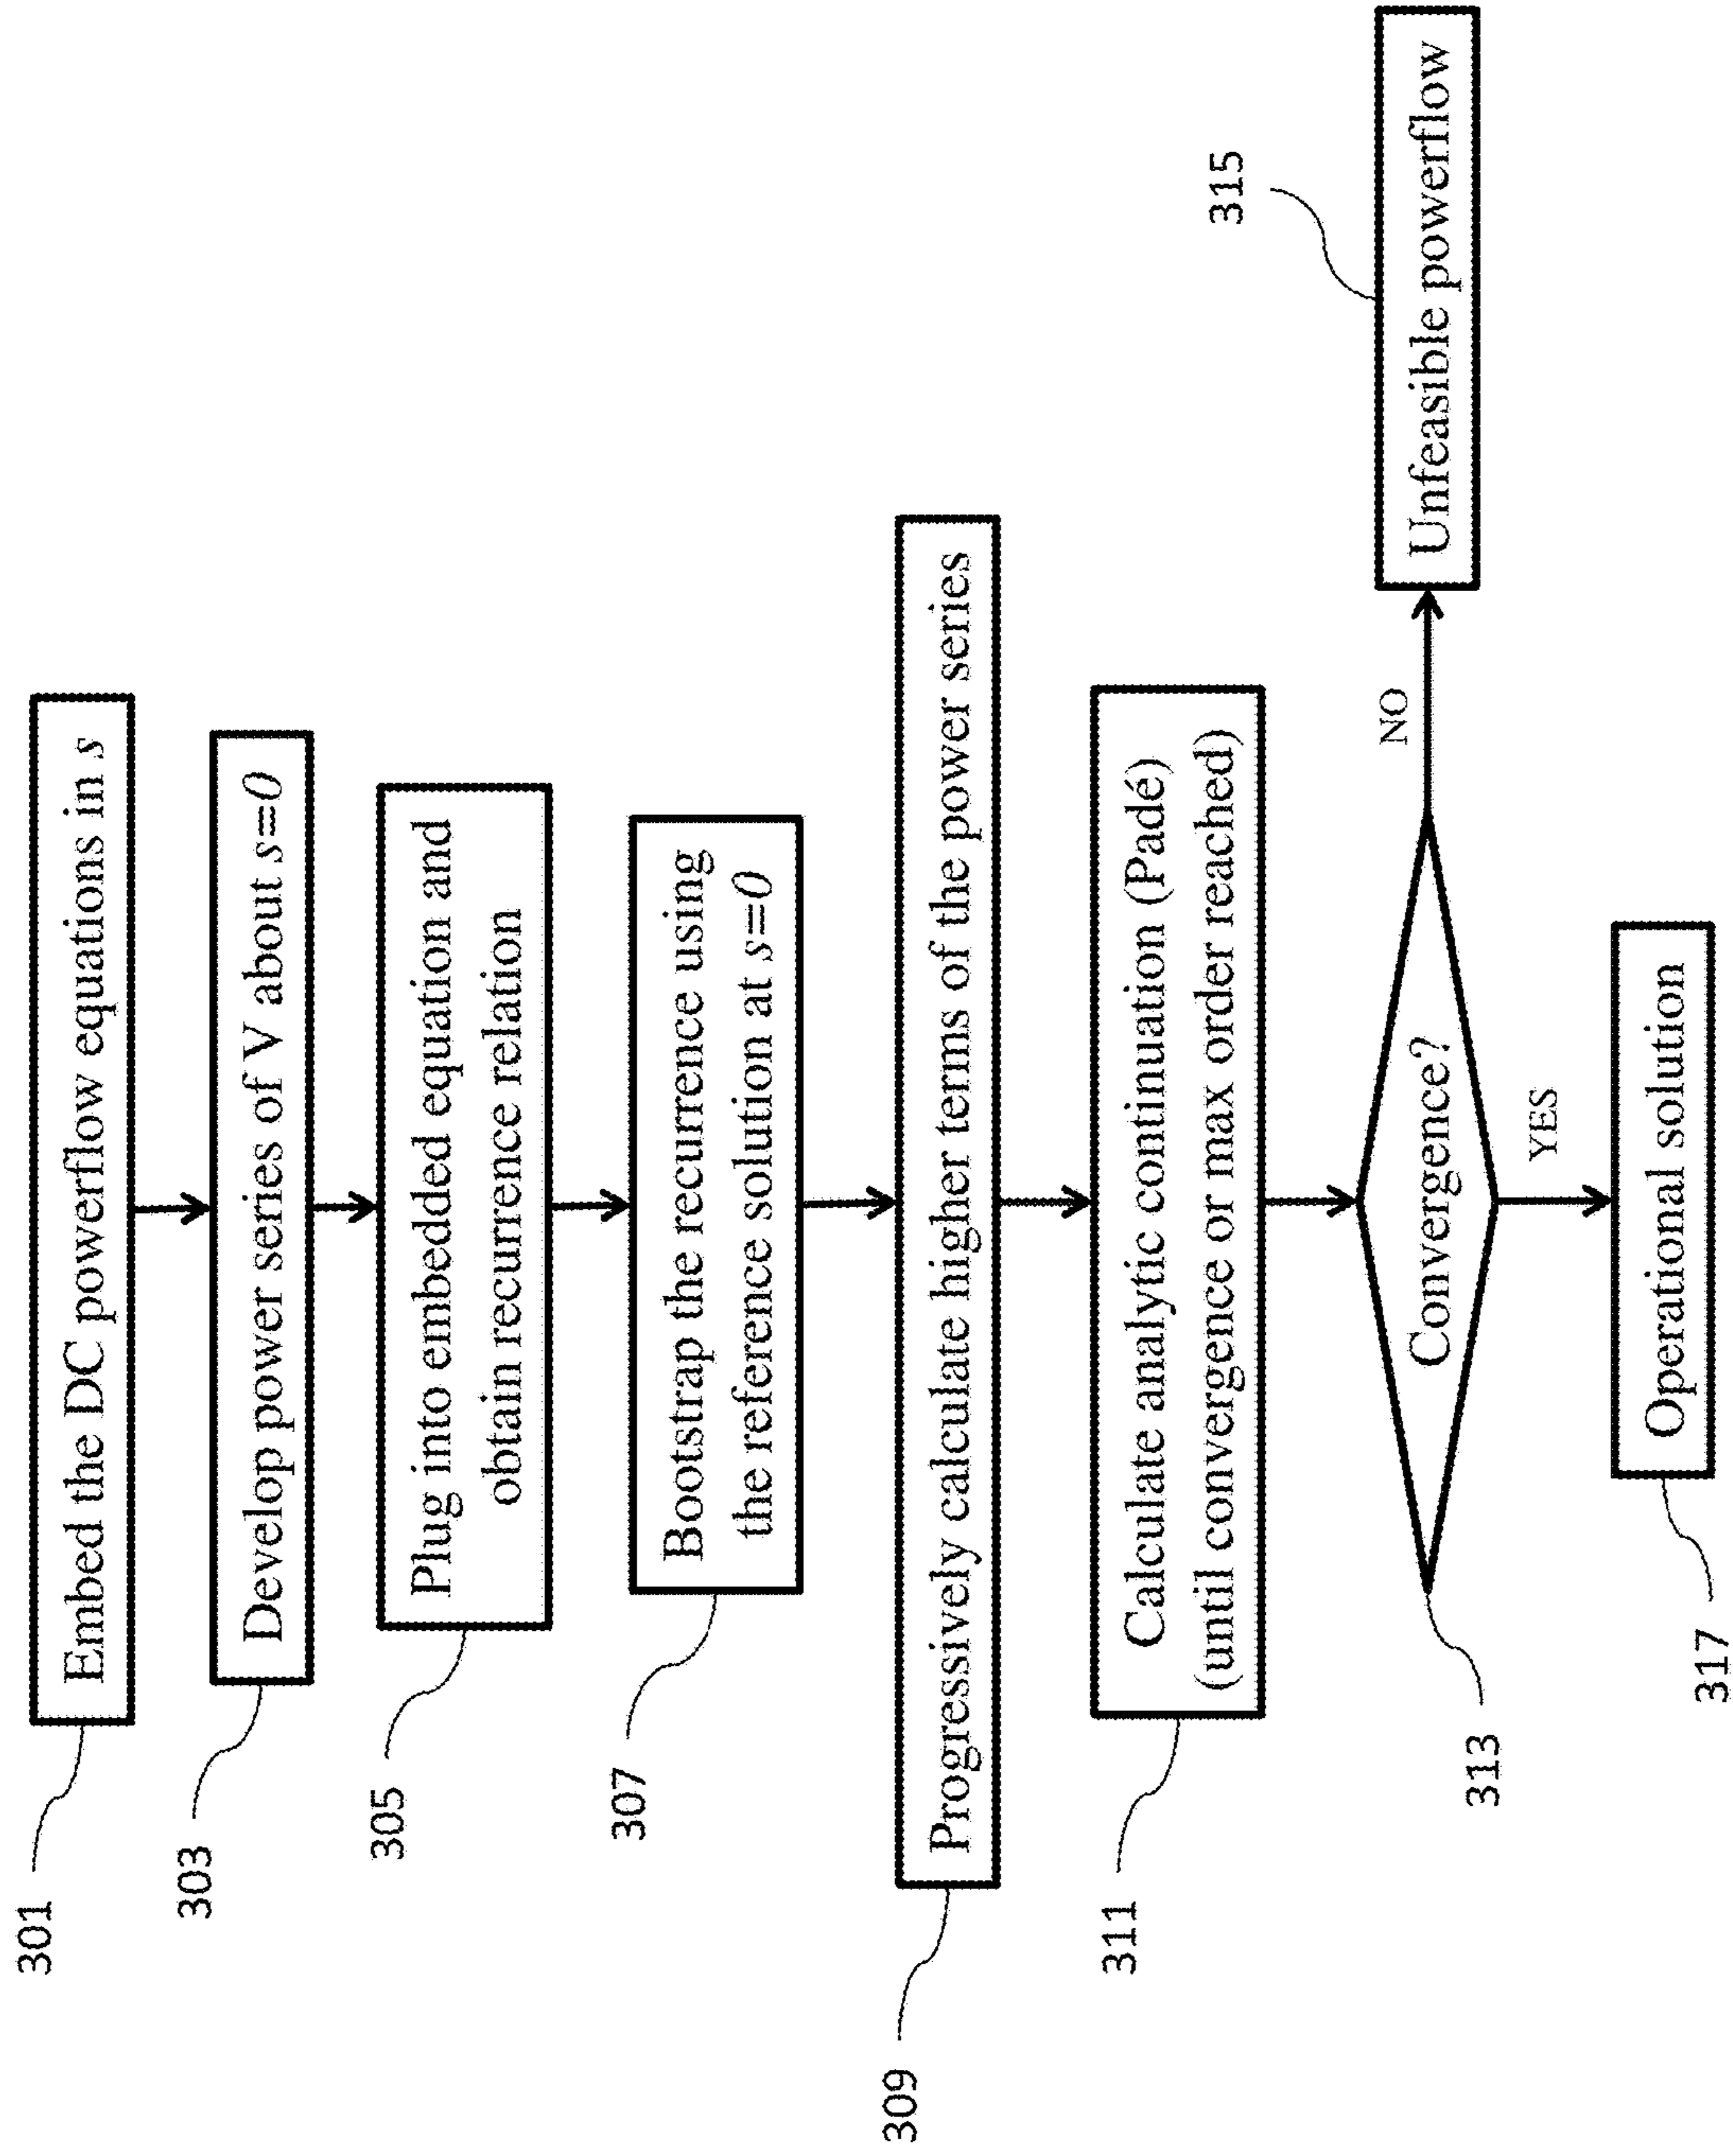 301
Embed the DC powerflow equations in s
303
Develop power series of V about s=0
305
Plug into embedded equation and
obtain recurrence relation
307
Bootstrap the recurrence using
the reference solution at s=0
309
Progressively calculate higher terms of the power series
311
Calculate analytic continuation (Padé)
(until convergence or max order reached)
313
Convergence?
NO
315
Unfeasible powerflow
YES
317
Operational solution